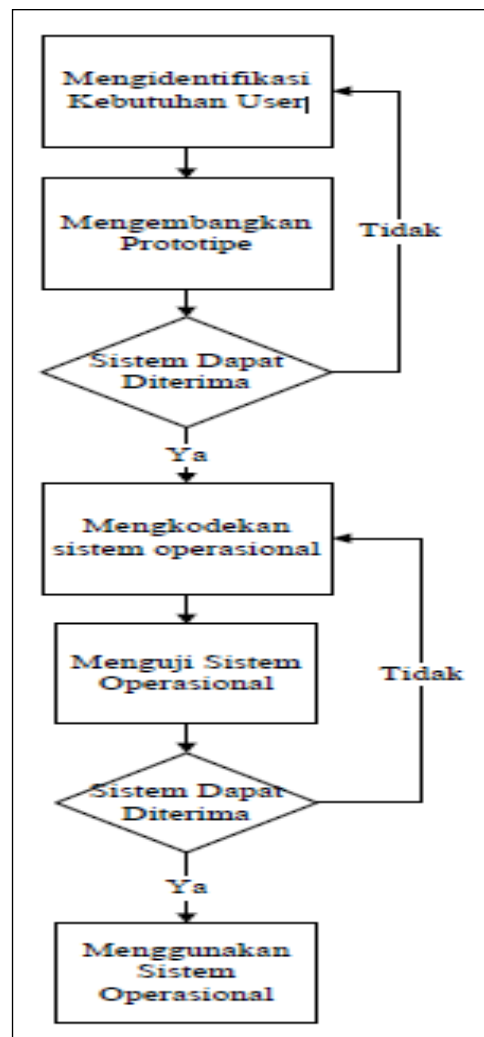 Mengidentifikasi
Kebutuhan User
Mengembangkan
Prototipe
Tidak
Sistem Dapat
Diterima
Ya
Mengkodekan
sistem operasional
Menguji Sistem
Operasional
Tidak
Sistem Dapat
Diterima
Ya
Menggunakan
Sistem
Operasional